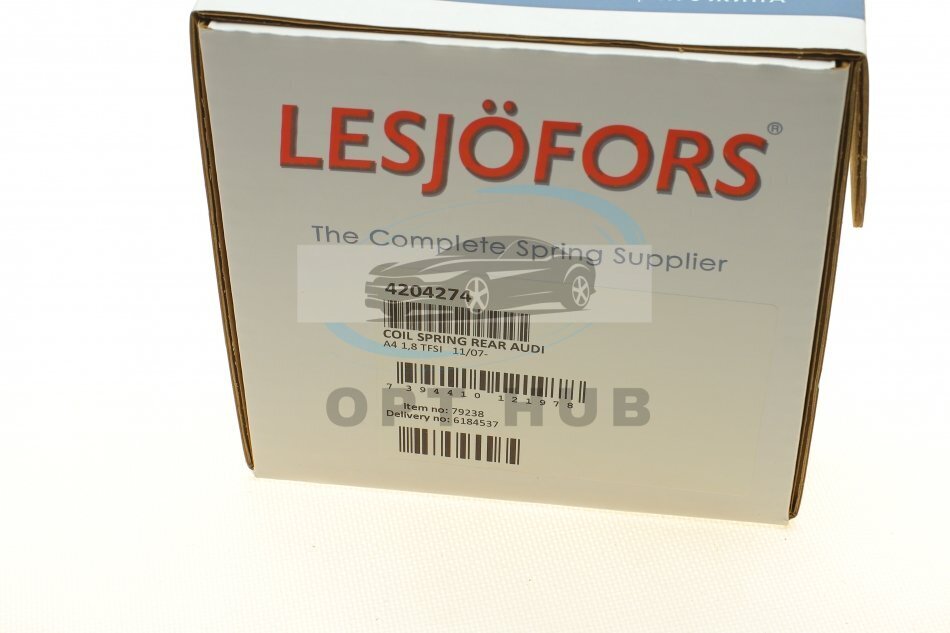 LESJÖFORS®
The Complete Spring Supplier
4204274
COIL SPRING REAR AUDI
A4 1,8 TFSI 11/07-
7 394410 121978
OPT HUB
Item no: 79238
Delivery no: 6184537